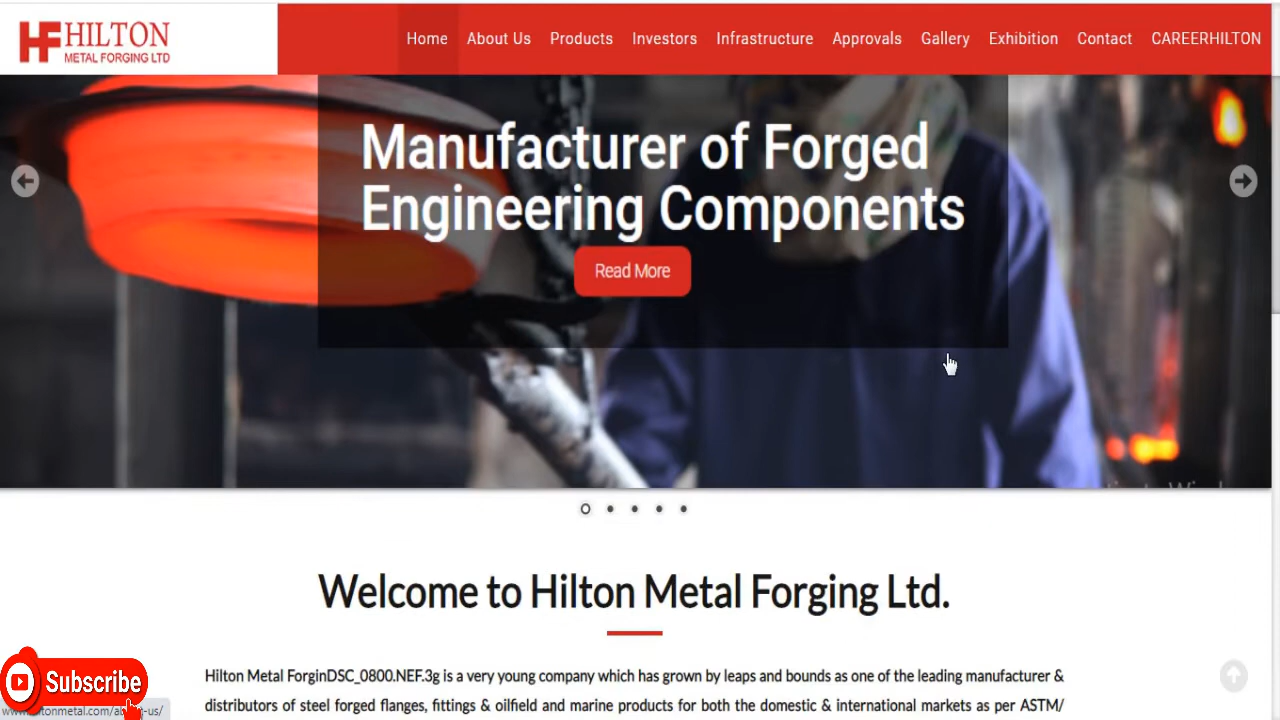 HF HILTON
METAL FORGING LTD
Home About Us Products Investors Infrastructure Approvals Gallery Exhibition Contact CAREERHILTON
Manufacturer of Forged
Engineering Components
Read More
Welcome to Hilton Metal Forging Ltd.
Hilton Metal ForginDSC_0800.NEF.3g is a very young company which has grown by leaps and bounds as one of the leading manufacturer &
distributors of steel forged flanges, fittings & oilfield and marine products for both the domestic & international markets as per ASTM/
Subscribe